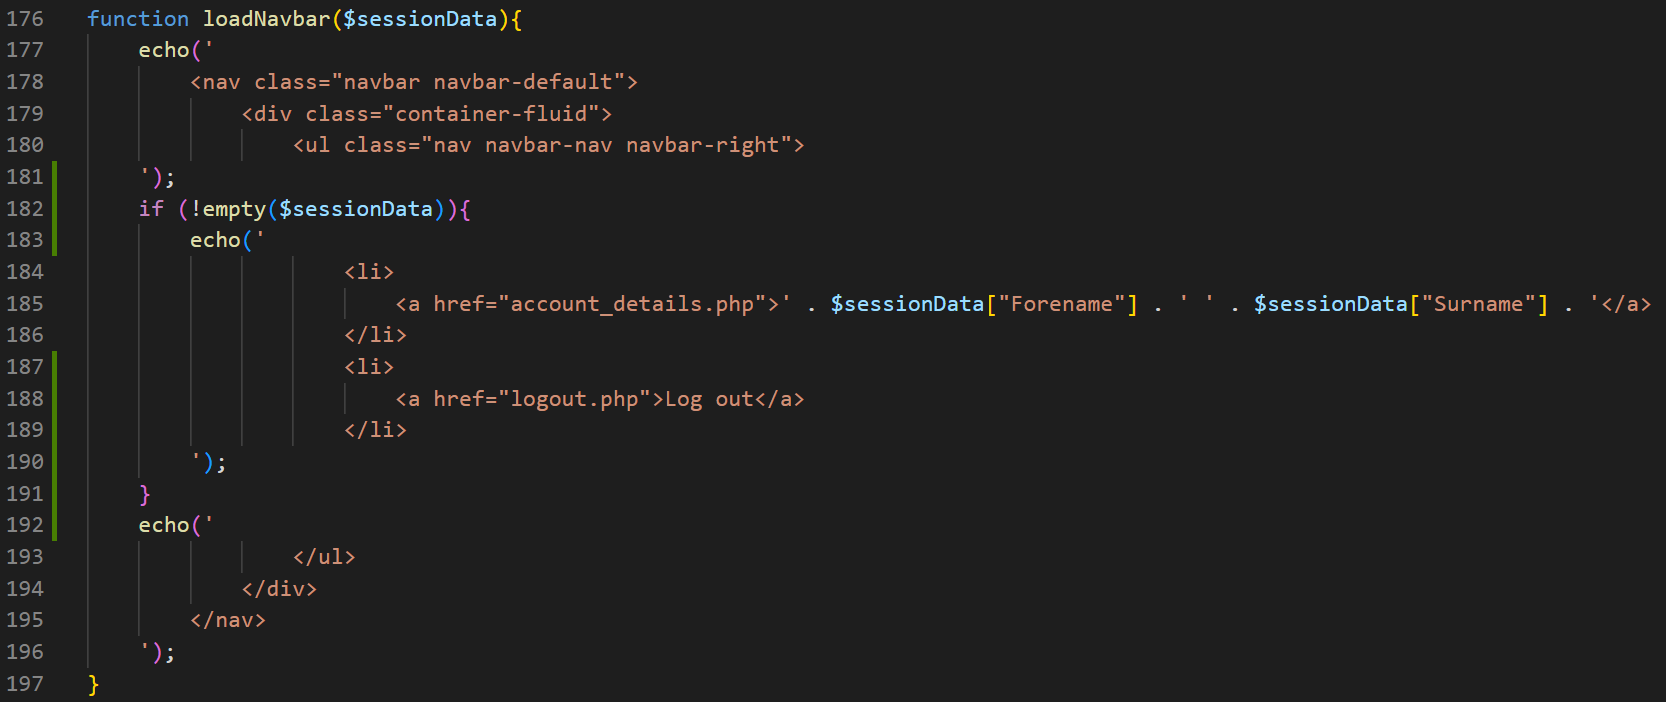 176 function loadNavbar($sessionData){
177     echo('
178         <nav class="navbar navbar-default">
179             <div class="container-fluid">
180                 <ul class="nav navbar-nav navbar-right">
181     ');
182     if (!empty($sessionData)){
183         echo('
184                     <li>
185                         <a href="account_details.php">' . $sessionData["Forename"] . ' ' . $sessionData["Surname"] . '</a>
186                     </li>
187                     <li>
188                         <a href="logout.php">Log out</a>
189                     </li>
190         ');
191     }
192     echo('
193                 </ul>
194             </div>
195         </nav>
196     ');
197 }